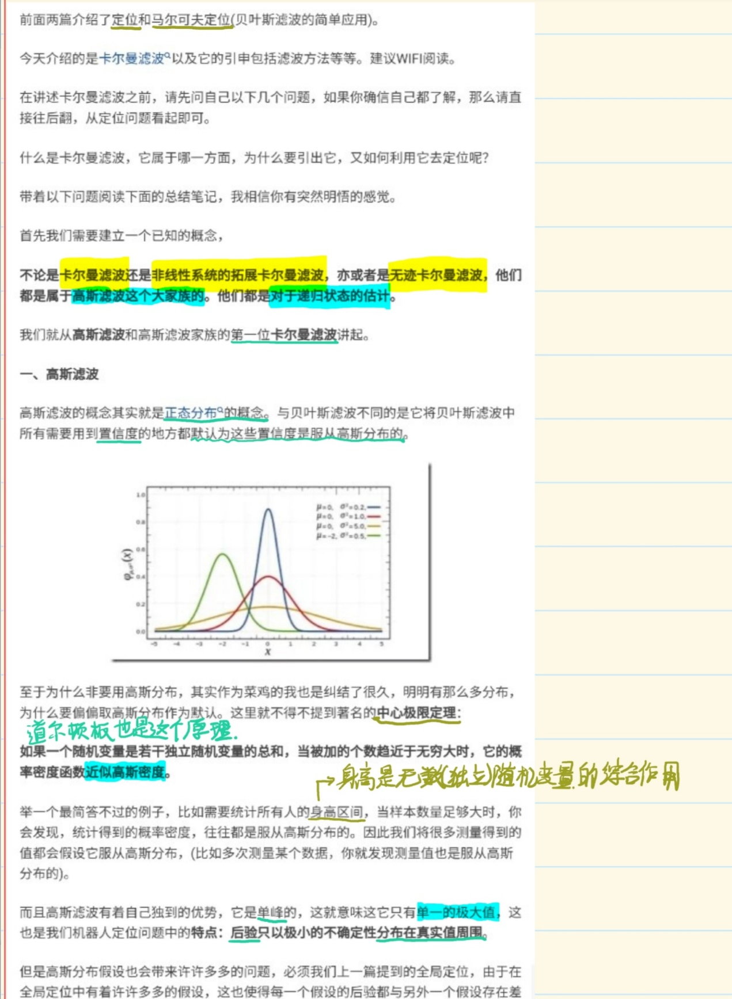 前面两篇介绍了定位和马尔可夫定位(贝叶斯滤波的简单应用)。
今天介绍的是卡尔曼滤波以及它的引申包括滤波方法等等。建议WIFI阅读。
在讲述卡尔曼滤波之前，请先问自己以下几个问题，如果你确信自己都了解，那么请直
接往后翻，从定位问题看起即可。
什么是卡尔曼滤波，它属于哪一方面，为什么要引出它，又如何利用它去定位呢？
带着以下问题阅读下面的总结笔记，我相信你有突然明悟的感觉。
首先我们需要建立一个已知的概念，
不论是卡尔曼滤波还是非线性系统的拓展卡尔曼滤波，亦或者是无迹卡尔曼滤波，他们
都是属于高斯滤波这个大家族的。他们都是对于递归状态的估计。
我们就从高斯滤波和高斯滤波家族的第一位卡尔曼滤波讲起。
一、高斯滤波
高斯滤波的概念其实就是正态分布的概念。与贝叶斯滤波不同的是它将贝叶斯滤波中
所有需要用到置信度的地方都默认为这些置信度是服从高斯分布的。
1.0
0.8
0.6
0.4
0.2
0.0
φμ,σ²(x)
μ=0, σ²=0.2,
μ=0, σ²=1.0,
μ=0, σ²=5.0,
μ=-2, σ²=0.5,
-5 -4 -3 -2 -1 0 1 2 3 4 5
x
至于为什么非要用高斯分布，其实作为菜鸡的我也是纠结了很久，明明有那么多分布，
为什么要偏偏取高斯分布作为默认。这里就不得不提到著名的中心极限定理：
道尔顿板也是这个原理.
如果一个随机变量是若干独立随机变量的总和，当被加的个数趋近于无穷大时，它的概
率密度函数近似高斯密度。
→身高是无数(独立)随机变量的综合作用
举一个最简答不过的例子，比如需要统计所有人的身高区间，当样本数量足够大时，你
会发现，统计得到的概率密度，往往都是服从高斯分布的。因此我们将很多测量得到的
值都会假设它服从高斯分布，(比如多次测量某个数据，你就发现测量值也是服从高斯
分布的)。
而且高斯滤波有着自己独到的优势，它是单峰的，这就意味这它只有单一的极大值，这
也是我们机器人定位问题中的特点：后验只以极小的不确定性分布在真实值周围。
但是高斯分布假设也会带来许许多多的问题，必须我们上一篇提到的全局定位，由于在
全局定位中有着许许多多的假设，这也使得每一个假设的后验都与另外一个假设存在差